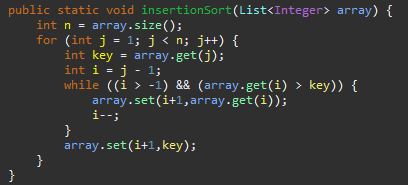 public static void insertionSort(List<Integer> array) {
    int n = array.size();
    for (int j = 1; j < n; j++) {
        int key = array.get(j);
        int i = j - 1;
        while ((i > -1) && (array.get(i) > key)) {
            array.set(i+1,array.get(i));
            i--;
        }
        array.set(i+1,key);
    }
}